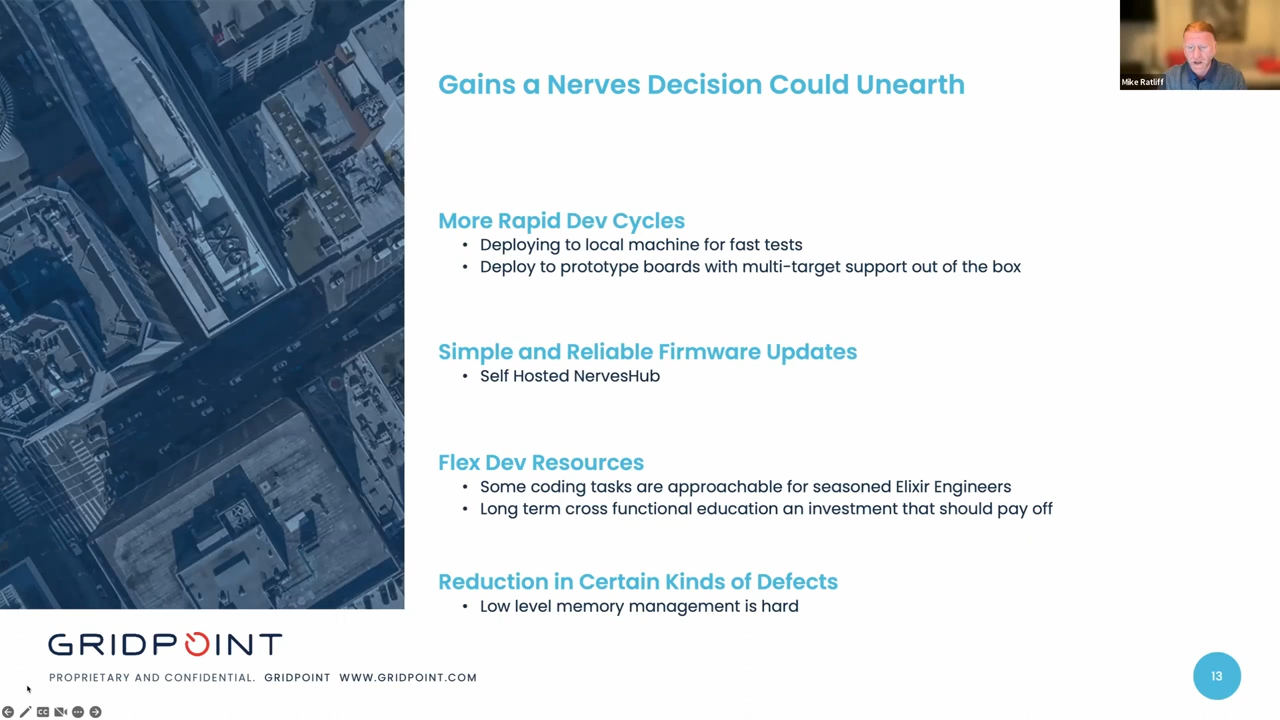 Gains a Nerves Decision Could Unearth
Mike Ratliff
More Rapid Dev Cycles
• Deploying to local machine for fast tests
• Deploy to prototype boards with multi-target support out of the box
Simple and Reliable Firmware Updates
• Self Hosted NervesHub
Flex Dev Resources
• Some coding tasks are approachable for seasoned Elixir Engineers
• Long term cross functional education an investment that should pay off
Reduction in Certain Kinds of Defects
• Low level memory management is hard
GRIDPOINT
PROPRIETARY AND CONFIDENTIAL. GRIDPOINT WWW.GRIDPOINT.COM
13
CC